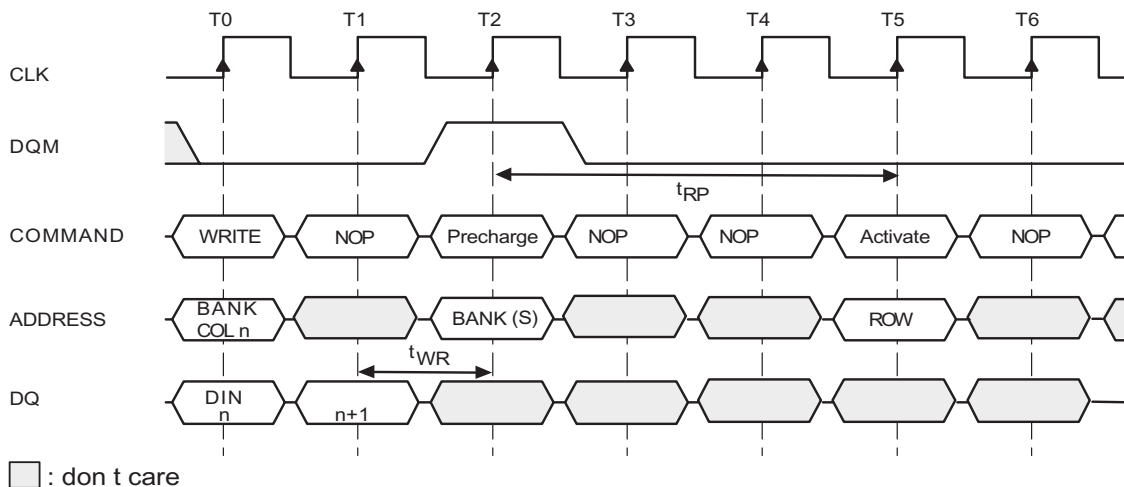 T0 T1 T2 T3 T4 T5 T6
CLK
DQM
tRP
COMMAND WRITE NOP Precharge NOP NOP Activate NOP
ADDRESS BANK COL n BANK (S) ROW
tWR
DQ DIN n n+1
: don t care